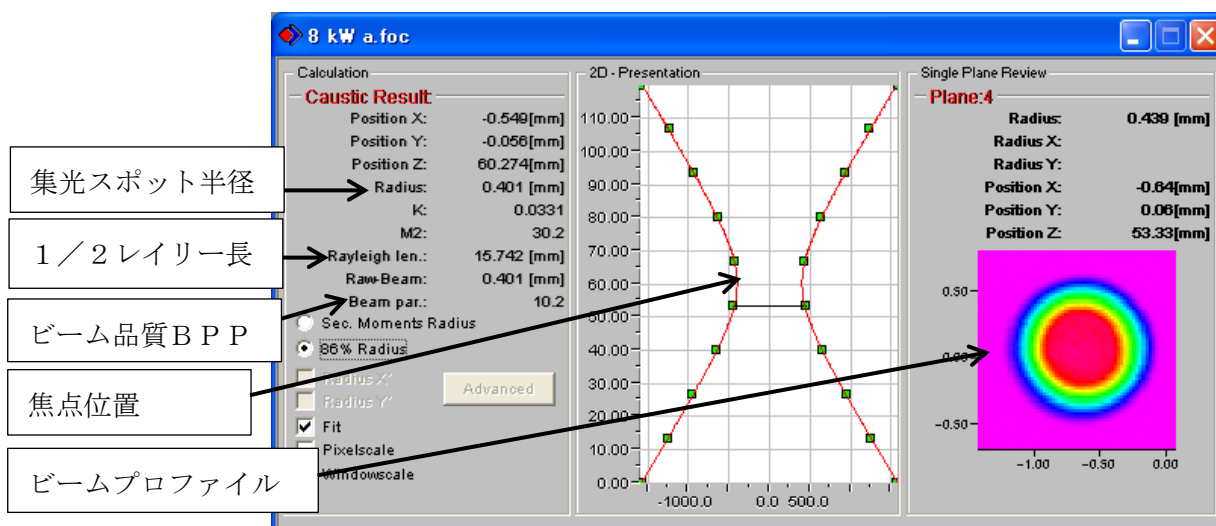 8 kW a.foc
集光スポット半径
1/2レイリー長
ビーム品質BPP
焦点位置
ビームプロファイル
Calculation
Caustic Result:
Position X: -0.549[mm]
Position Y: -0.056[mm]
Position Z: 60.274[mm]
Radius: 0.401 [mm]
K: 0.0331
M2: 30.2
Rayleigh len.: 15.742 [mm]
Raw-Beam: 0.401 [mm]
Beam par.: 10.2
Sec. Moments Radius
86% Radius
Radius X'
Radius Y'
Advanced
Fit
Pixelscale
Windowscale
2D - Presentation
110.00
100.00
90.00
80.00
70.00
60.00
50.00
40.00
30.00
20.00
10.00
0.00
-1000.0 0.0 500.0
Single Plane Review
Plane:4
Radius: 0.439 [mm]
Radius X:
Radius Y:
Position X: -0.64[mm]
Position Y: 0.06[mm]
Position Z: 53.33[mm]
0.50
0.00
-0.50
-1.00 -0.50 0.00